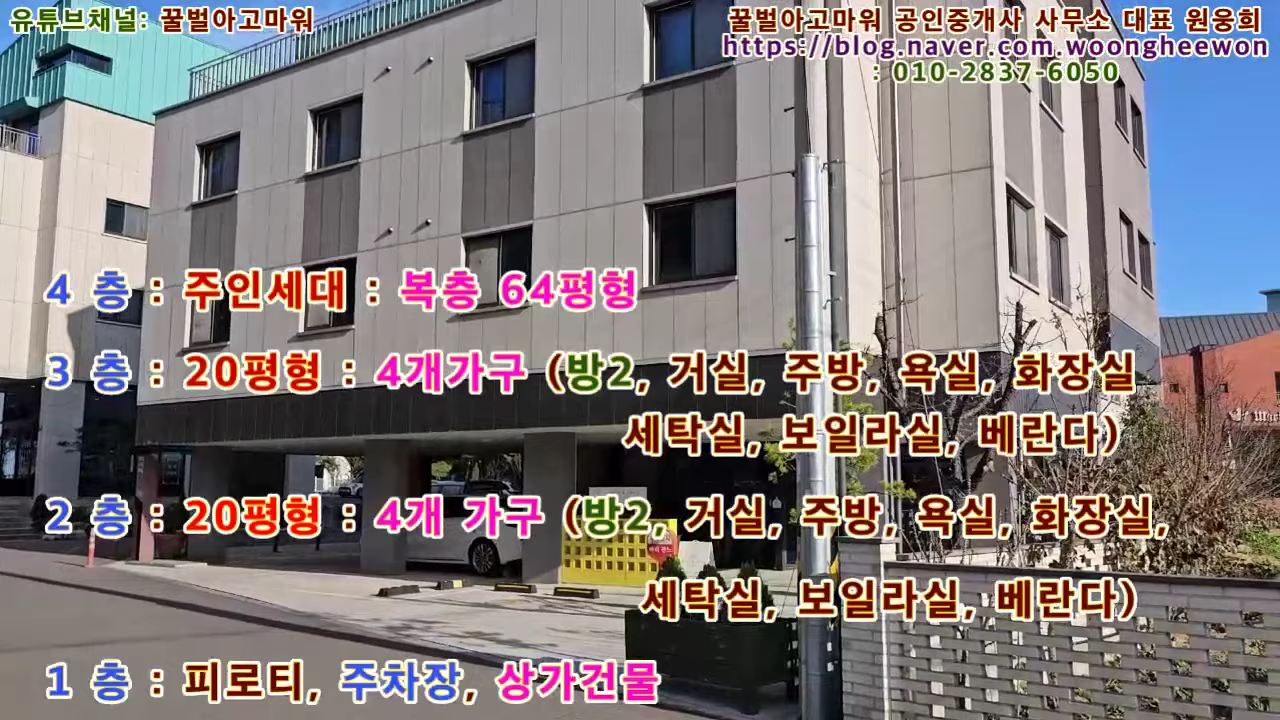 유튜브채널: 꿀벌아고마워
꿀벌아고마워 공인중개사 사무소 대표 원웅희
https://blog.naver.com.woongheewon
: 010-2837-6050
4 층 : 주인세대 : 복층 64평형
3 층 : 20평형 : 4개가구 (방2, 거실, 주방, 욕실, 화장실
세탁실, 보일라실, 베란다)
2 층 : 20평형 : 4개 가구 (방2, 거실, 주방, 욕실, 화장실,
세탁실, 보일라실, 베란다)
1 층 : 피로티, 주차장, 상가건물